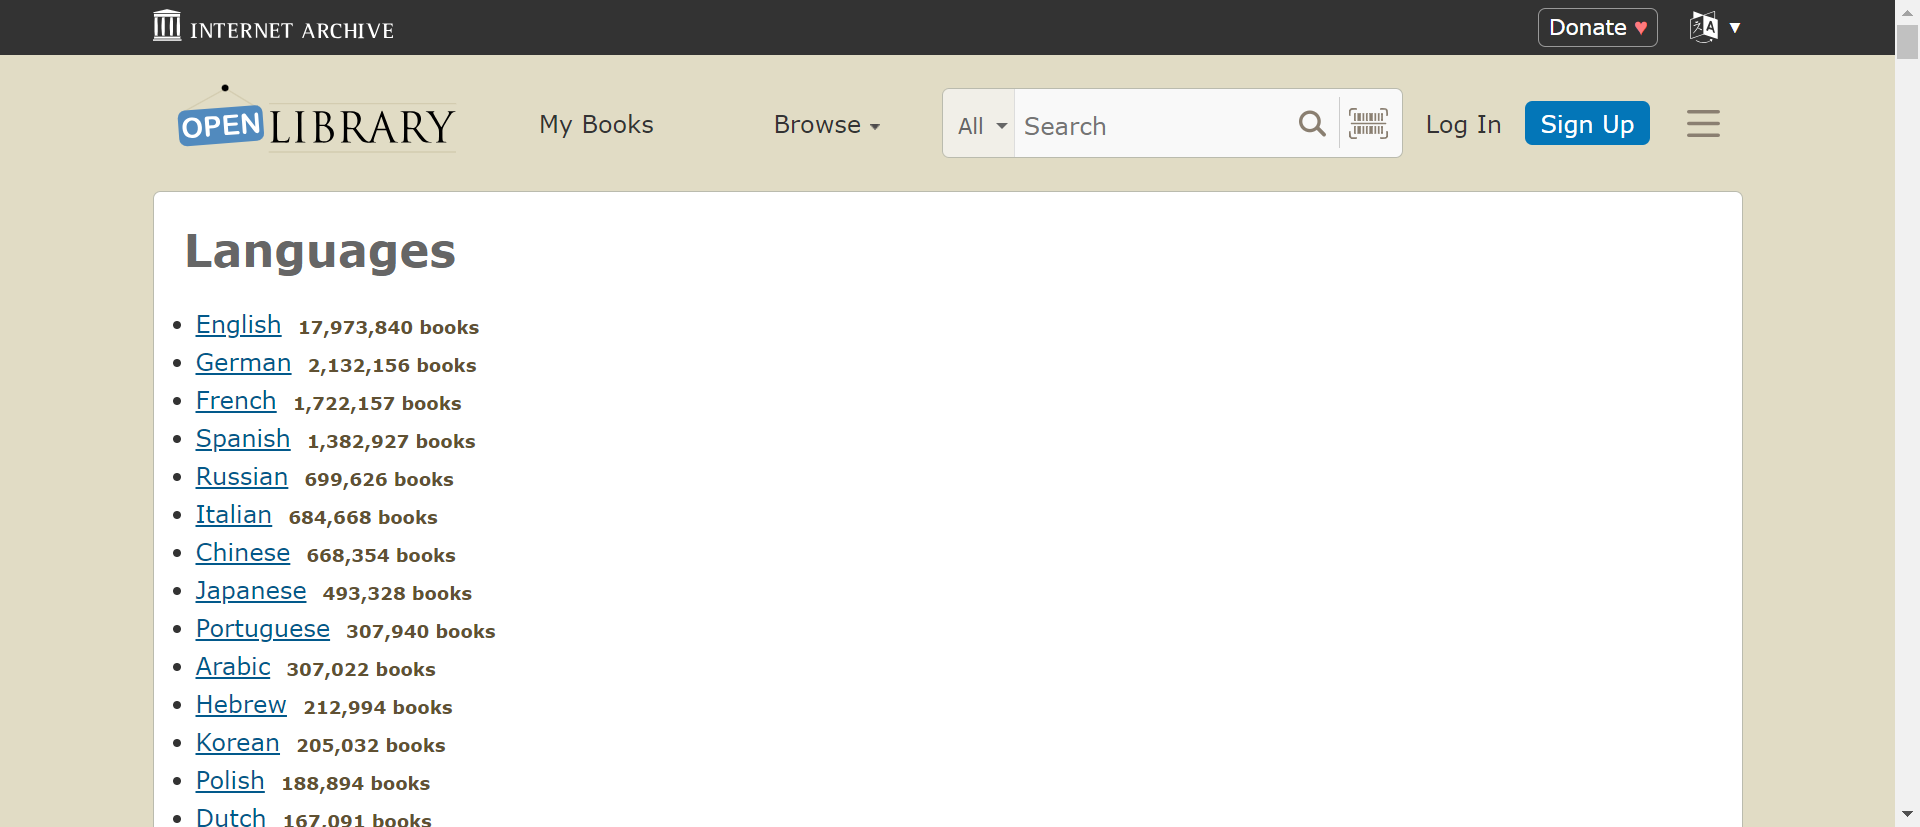 INTERNET ARCHIVE
Donate ♥
OPEN LIBRARY
My Books
Browse
All
Search
Log In
Sign Up
Languages
English 17,973,840 books
German 2,132,156 books
French 1,722,157 books
Spanish 1,382,927 books
Russian 699,626 books
Italian 684,668 books
Chinese 668,354 books
Japanese 493,328 books
Portuguese 307,940 books
Arabic 307,022 books
Hebrew 212,994 books
Korean 205,032 books
Polish 188,894 books
Dutch 167,091 books